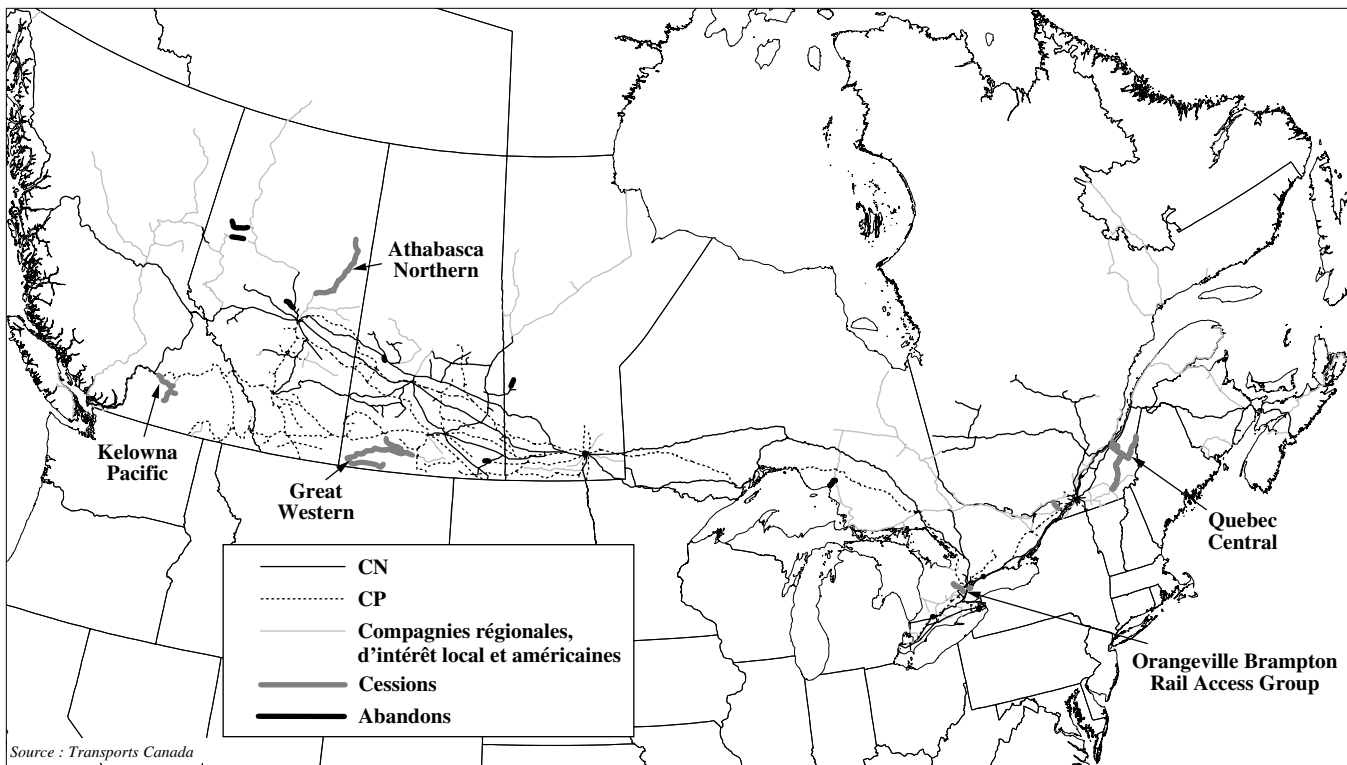 Athabasca
Northern
Kelowna
Pacific
Great
Western
Quebec
Central
Orangeville Brampton
Rail Access Group
CN
CP
Compagnies régionales,
d'intérêt local et américaines
Cessions
Abandons
Source : Transports Canada